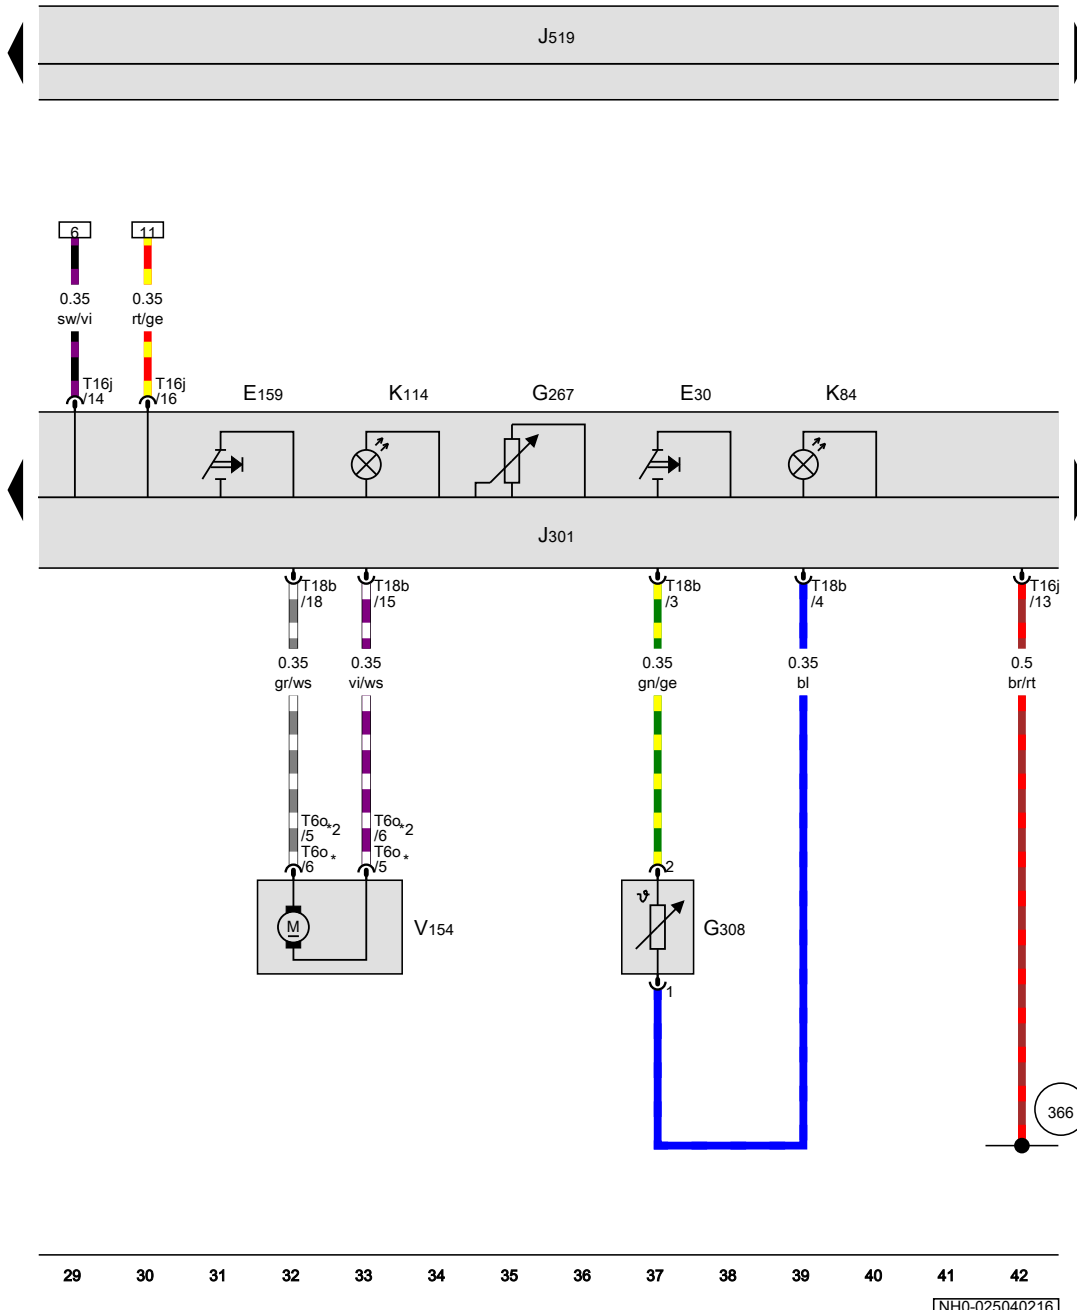 J519
6
11
0.35
sw/vi
0.35
rt/ge
T16j
/14
T16j
/16
E159
K114
G267
E30
K84
J301
T18b
/18
T18b
/15
T18b
/3
T18b
/4
T16j
/13
0.35
gr/ws
0.35
vi/ws
0.35
gn/ge
0.35
bl
0.5
br/rt
T6o *2
/5
T6o *
/6
T6o *2
/6
T6o *
/5
2
M
V154
ϑ
G308
1
366
29 30 31 32 33 34 35 36 37 38 39 40 41 42
NH0-025040216